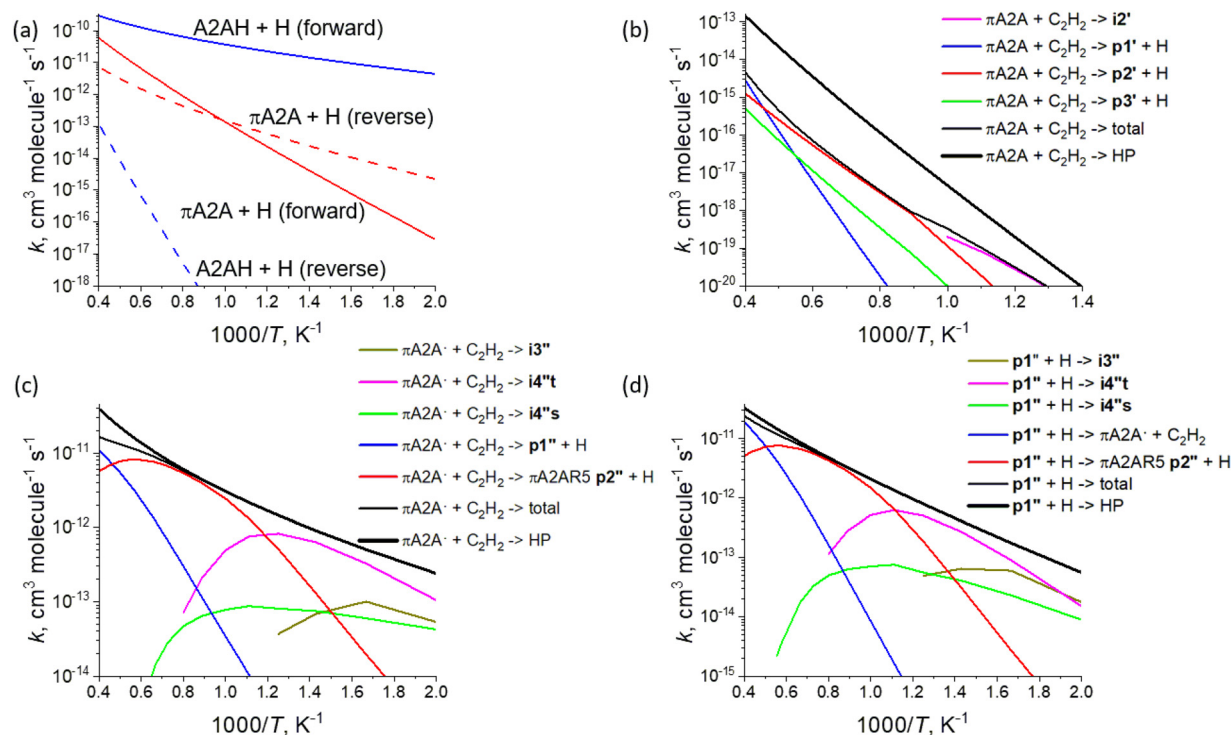 (a)
10⁻¹⁰
10⁻¹¹
10⁻¹²
10⁻¹³
10⁻¹⁴
10⁻¹⁵
10⁻¹⁶
10⁻¹⁷
10⁻¹⁸
k, cm³ molecule⁻¹ s⁻¹
A2AH + H (forward)
πA2A + H (reverse)
πA2A + H (forward)
A2AH + H (reverse)
0.4 0.6 0.8 1.0 1.2 1.4 1.6 1.8 2.0
1000/T, K⁻¹
(b)
10⁻¹³
10⁻¹⁴
10⁻¹⁵
10⁻¹⁶
10⁻¹⁷
10⁻¹⁸
10⁻¹⁹
10⁻²⁰
k, cm³ molecule⁻¹ s⁻¹
πA2A + C₂H₂ -> i2'
πA2A + C₂H₂ -> p1' + H
πA2A + C₂H₂ -> p2' + H
πA2A + C₂H₂ -> p3' + H
πA2A + C₂H₂ -> total
πA2A + C₂H₂ -> HP
0.4 0.6 0.8 1.0 1.2 1.4
1000/T, K⁻¹
(c)
πA2A· + C₂H₂ -> i3"
πA2A· + C₂H₂ -> i4"t
πA2A· + C₂H₂ -> i4"s
πA2A· + C₂H₂ -> p1" + H
πA2A· + C₂H₂ -> πA2AR5 p2" + H
πA2A· + C₂H₂ -> total
πA2A· + C₂H₂ -> HP
10⁻¹¹
10⁻¹²
10⁻¹³
10⁻¹⁴
k, cm³ molecule⁻¹ s⁻¹
0.4 0.6 0.8 1.0 1.2 1.4 1.6 1.8 2.0
1000/T, K⁻¹
(d)
p1" + H -> i3"
p1" + H -> i4"t
p1" + H -> i4"s
p1" + H -> πA2A· + C₂H₂
p1" + H -> πA2AR5 p2" + H
p1" + H -> total
p1" + H -> HP
10⁻¹¹
10⁻¹²
10⁻¹³
10⁻¹⁴
10⁻¹⁵
k, cm³ molecule⁻¹ s⁻¹
0.4 0.6 0.8 1.0 1.2 1.4 1.6 1.8 2.0
1000/T, K⁻¹